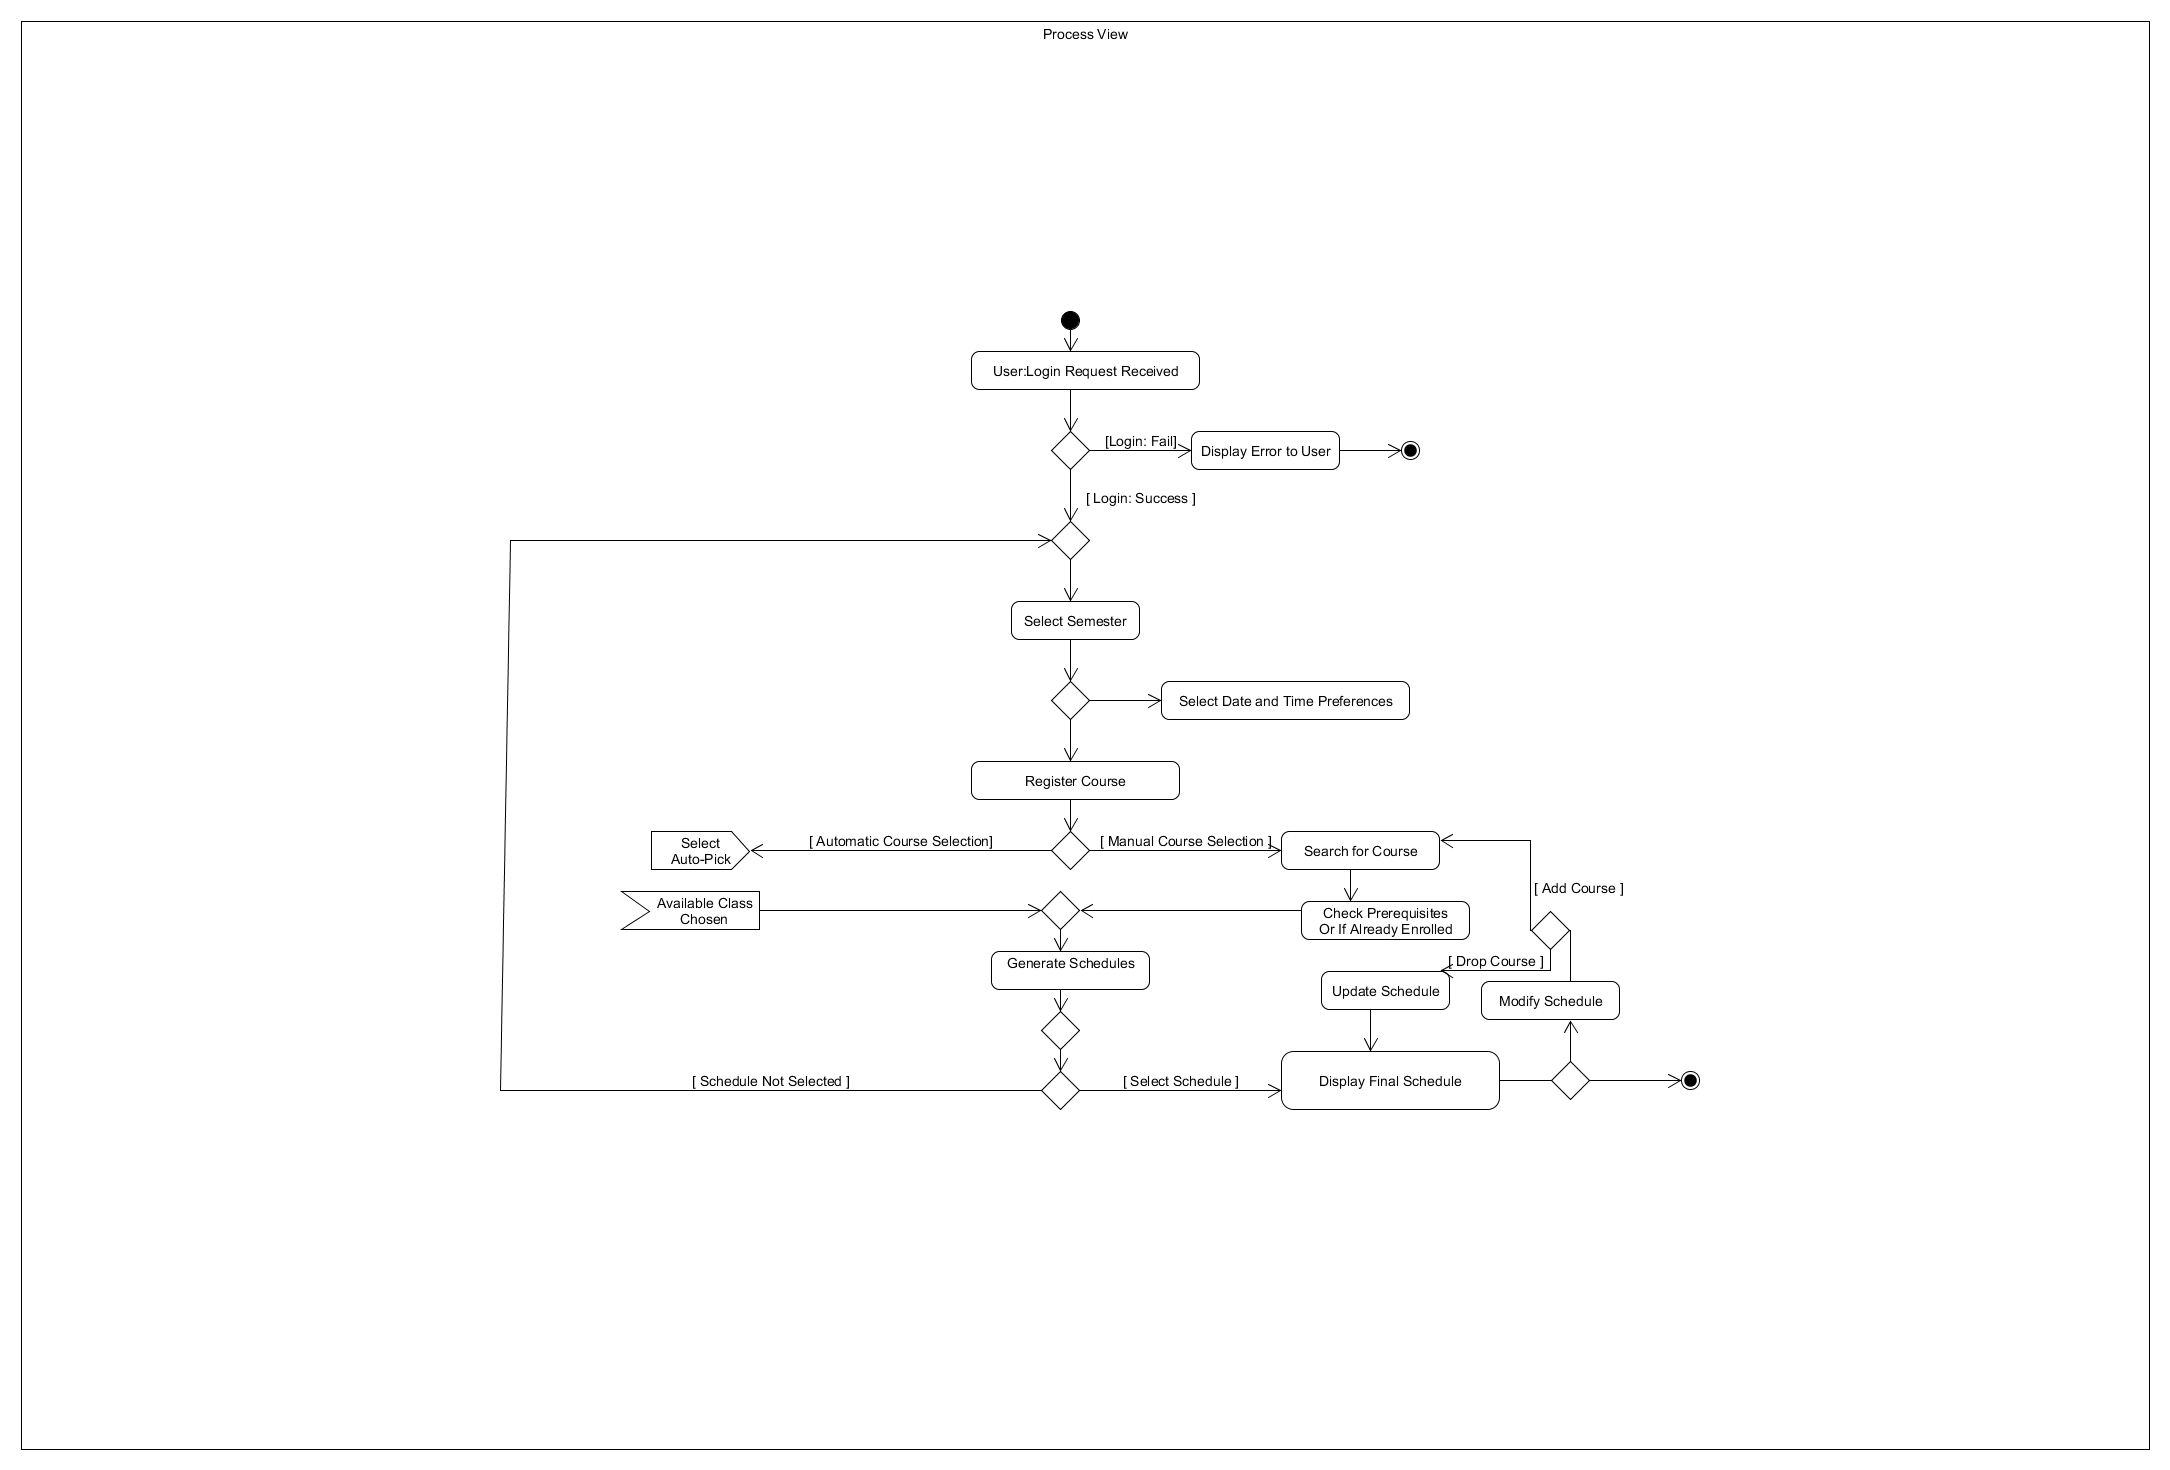 Process View
User:Login Request Received
[Login: Fail]
Display Error to User
[ Login: Success ]
Select Semester
Select Date and Time Preferences
Register Course
Select
Auto-Pick
[ Automatic Course Selection]
[ Manual Course Selection ]
Search for Course
[ Add Course ]
Available Class
Chosen
Check Prerequisites
Or If Already Enrolled
Generate Schedules
[ Drop Course ]
Update Schedule
Modify Schedule
[ Schedule Not Selected ]
[ Select Schedule ]
Display Final Schedule